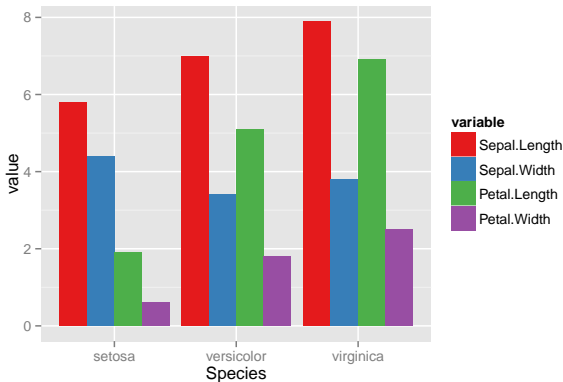 8
6
4
2
0
value
setosa
versicolor
virginica
Species
variable
Sepal.Length
Sepal.Width
Petal.Length
Petal.Width